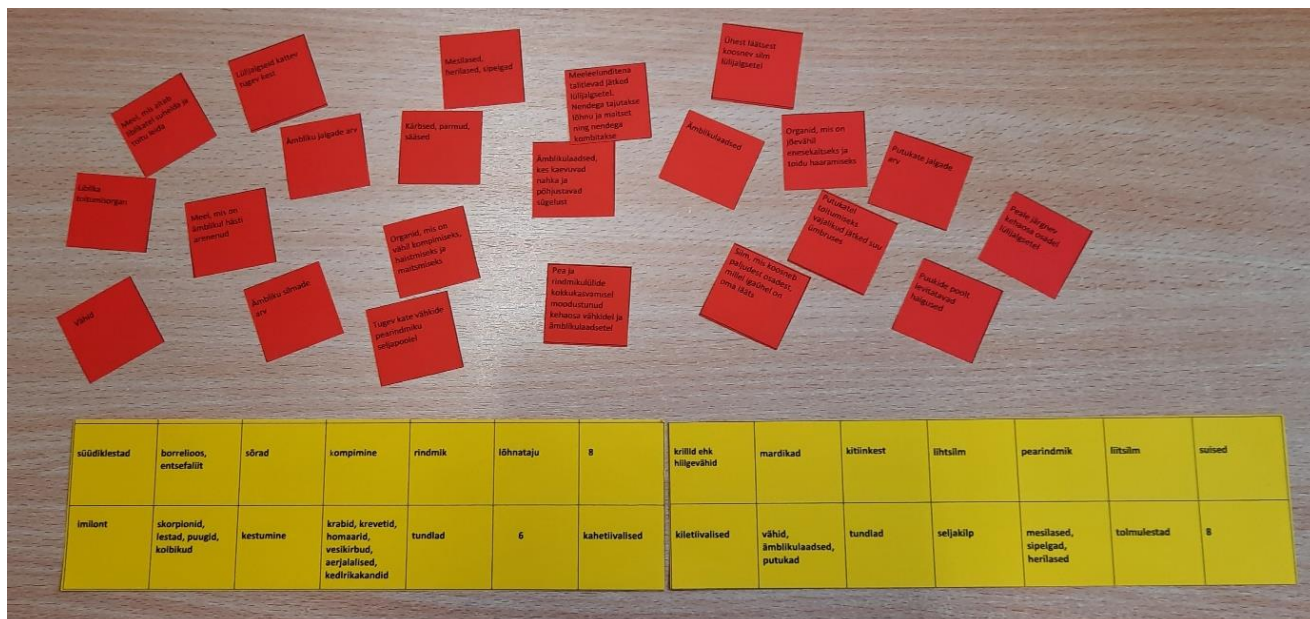 Meel, mis aitab
liblikatel suhelda ja
toitu leida
Lülijalgseid kattev
tugev kest
Mesilased,
herilased, sipelgad
Meeleelunditena
talitlevad jätked
lülijalgsetel.
Nendega tajutakse
lõhnu ja maitset
ning nendega
kombitakse
Ühest läätsest
koosnev silm
lülijalgsetel
Liblika
toitumisorgan
Ämbliku jalgade arv
Kärbsed, parmud,
sääsed
Ämblikulaadsed,
kes kaevuvad
nahka ja
põhjustavad
sügelust
Ämblikulaadsed
Organid, mis on
jõevähil
enesekaitseks ja
toidu haaramiseks
Putukate jalgade
arv
Meel, mis on
ämblikul hästi
arenenud
Organid, mis on
vähil kompimiseks,
haistmiseks ja
maitsmiseks
Putukatel
toitumiseks
vajalikud jätked suu
ümbruses
Peale järgnev
kehaosa osadel
lülijalgsetel
Vähid
Ämbliku silmade
arv
Tugev kate vähkide
pearindmiku
seljapoolel
Pea ja
rindmikulülide
kokkukasvamisel
moodustunud
kehaosa vähkidel ja
ämblikulaadsetel
Silm, mis koosneb
paljudest osadest,
millel igaühel on
oma lääts
Puukide poolt
levitatavad
haigused
süüdiklestad
borrelioos,
entsefaliit
sõrad
kompimine
rindmik
lõhnataju
8
krillid ehk
hiilgevähid
mardikad
kitiinkest
lihtsilm
pearindmik
liitsilm
suised
imilont
skorpionid,
lestad, puugid,
koibikud
kestumine
krabid, krevetid,
homaarid,
vesikirbud,
aerjalalised,
kedirikakandid
tundlad
6
kahetiivalised
kiletiivalised
vähid,
ämblikulaadsed,
putukad
tundlad
seljakilp
mesilased,
sipelgad,
herilased
tolmulestad
8